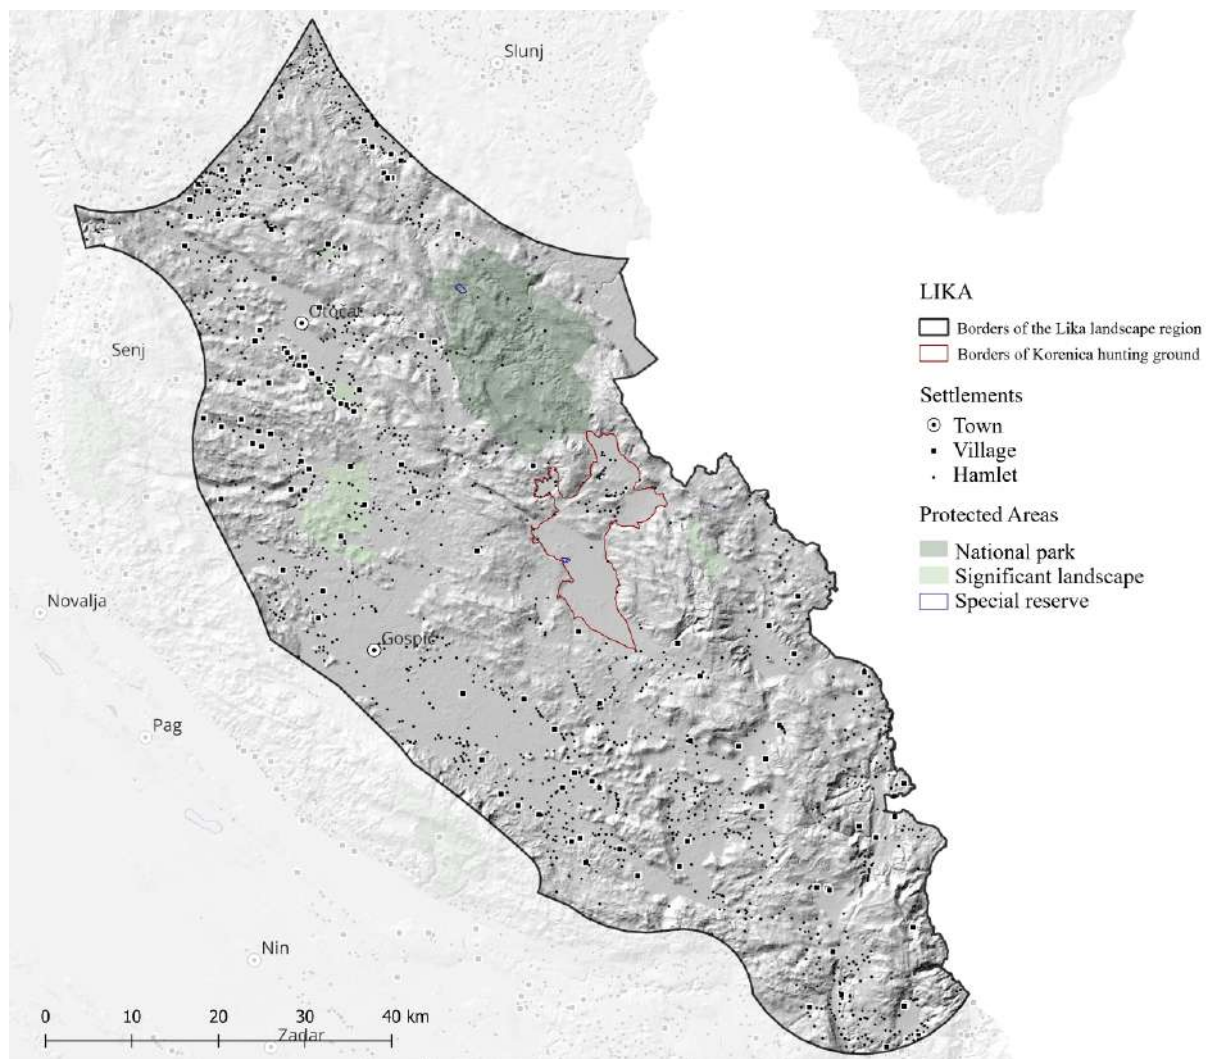 Slunj
LIKA
Borders of the Lika landscape region
Otočac
Borders of Korenica hunting ground
Senj
Settlements
Town
Village
Hamlet
Protected Areas
National park
Significant landscape
Special reserve
Novalja
Gospić
Pag
Nin
0 10 20 30 40 km
Zadar